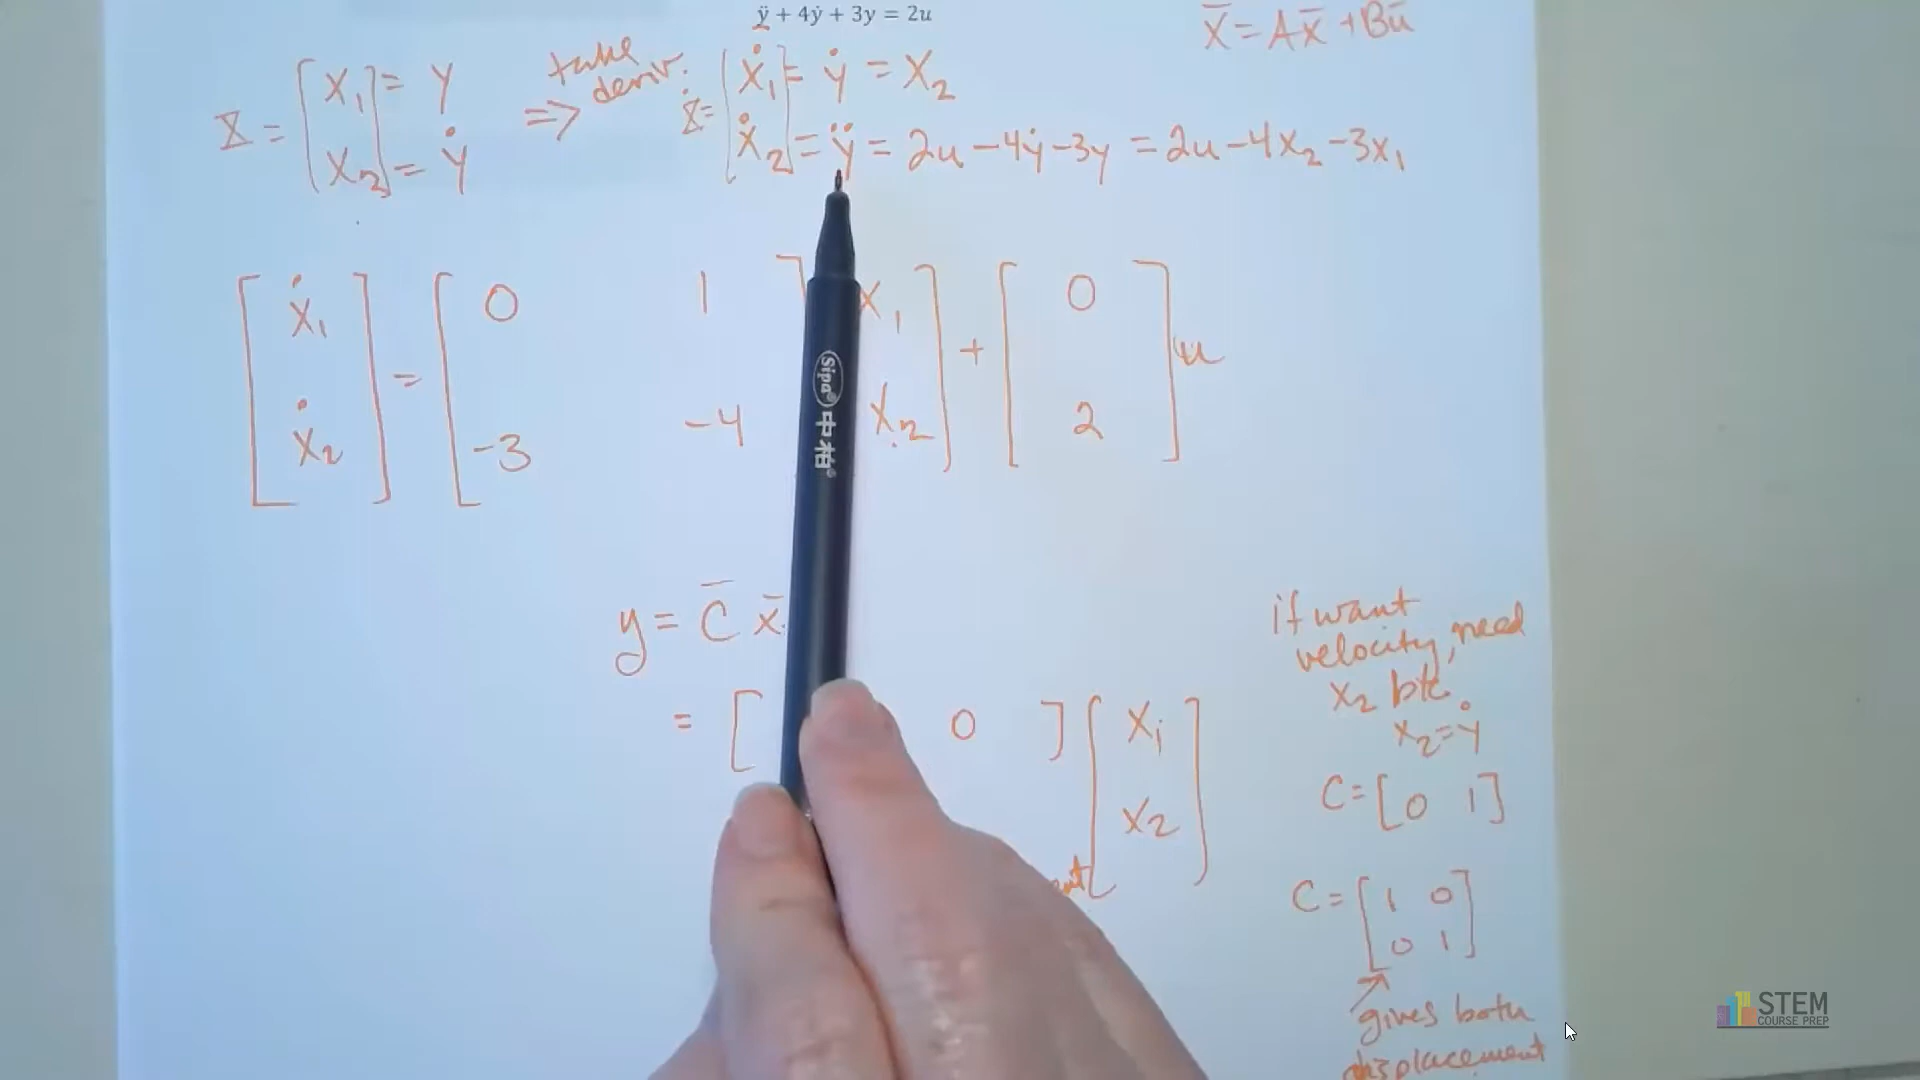 ÿ + 4ẏ + 3y = 2u
X̄ = Ax̄ + Bū
X = [X₁] = Y
[X₂] = Ẏ
=> take
deriv.
Ẋ = [Ẋ₁] = ẏ = X₂
[Ẋ₂] = ÿ = 2u - 4ẏ - 3y = 2u - 4x₂ - 3x₁
[ẋ₁] = [0 1] [x₁] + [0] u
[ẋ₂] [-3 -4] [x₂] [2]
Sipa® 中柏®
y = C̄ x̄
= [ 0 ] [x₁]
[x₂]
if want
velocity, need
x₂ b/c
x₂ = ẏ
C = [0 1]
C = [1 0]
[0 1]
gives both
displacement
STEM
COURSE PREP